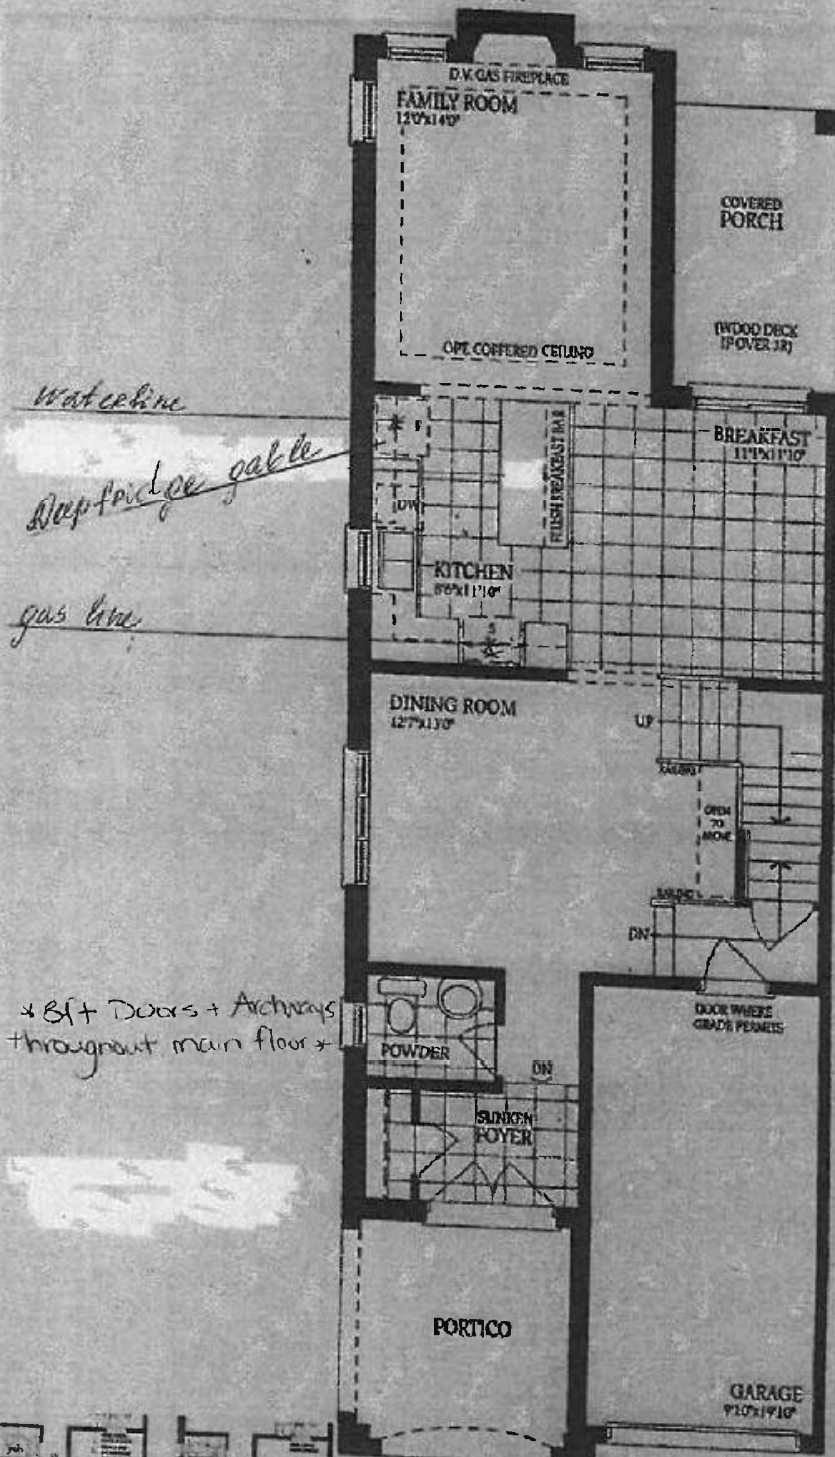 D.V. GAS FIREPLACE
FAMILY ROOM
12'0"x14'0"
COVERED
PORCH
(WOOD DECK
IF OVER 3R)
OPT. COFFERED CEILING
waterline
F
BREAKFAST
11'1"x11'10"
Deep fridge gable
FLUSH BREAKFAST BAR
DW
KITCHEN
8'6"x11'10"
gas line
S
DINING ROOM
12'7"x13'0"
UP
RAILING
OPEN
TO
ABOVE
RAILING
DN
DOOR WHERE
GRADE PERMITS
* 8ft Doors + Archways
throughout main floor *
POWDER
DN
SUNKEN
FOYER
PORTICO
GARAGE
9'10"x19'10"